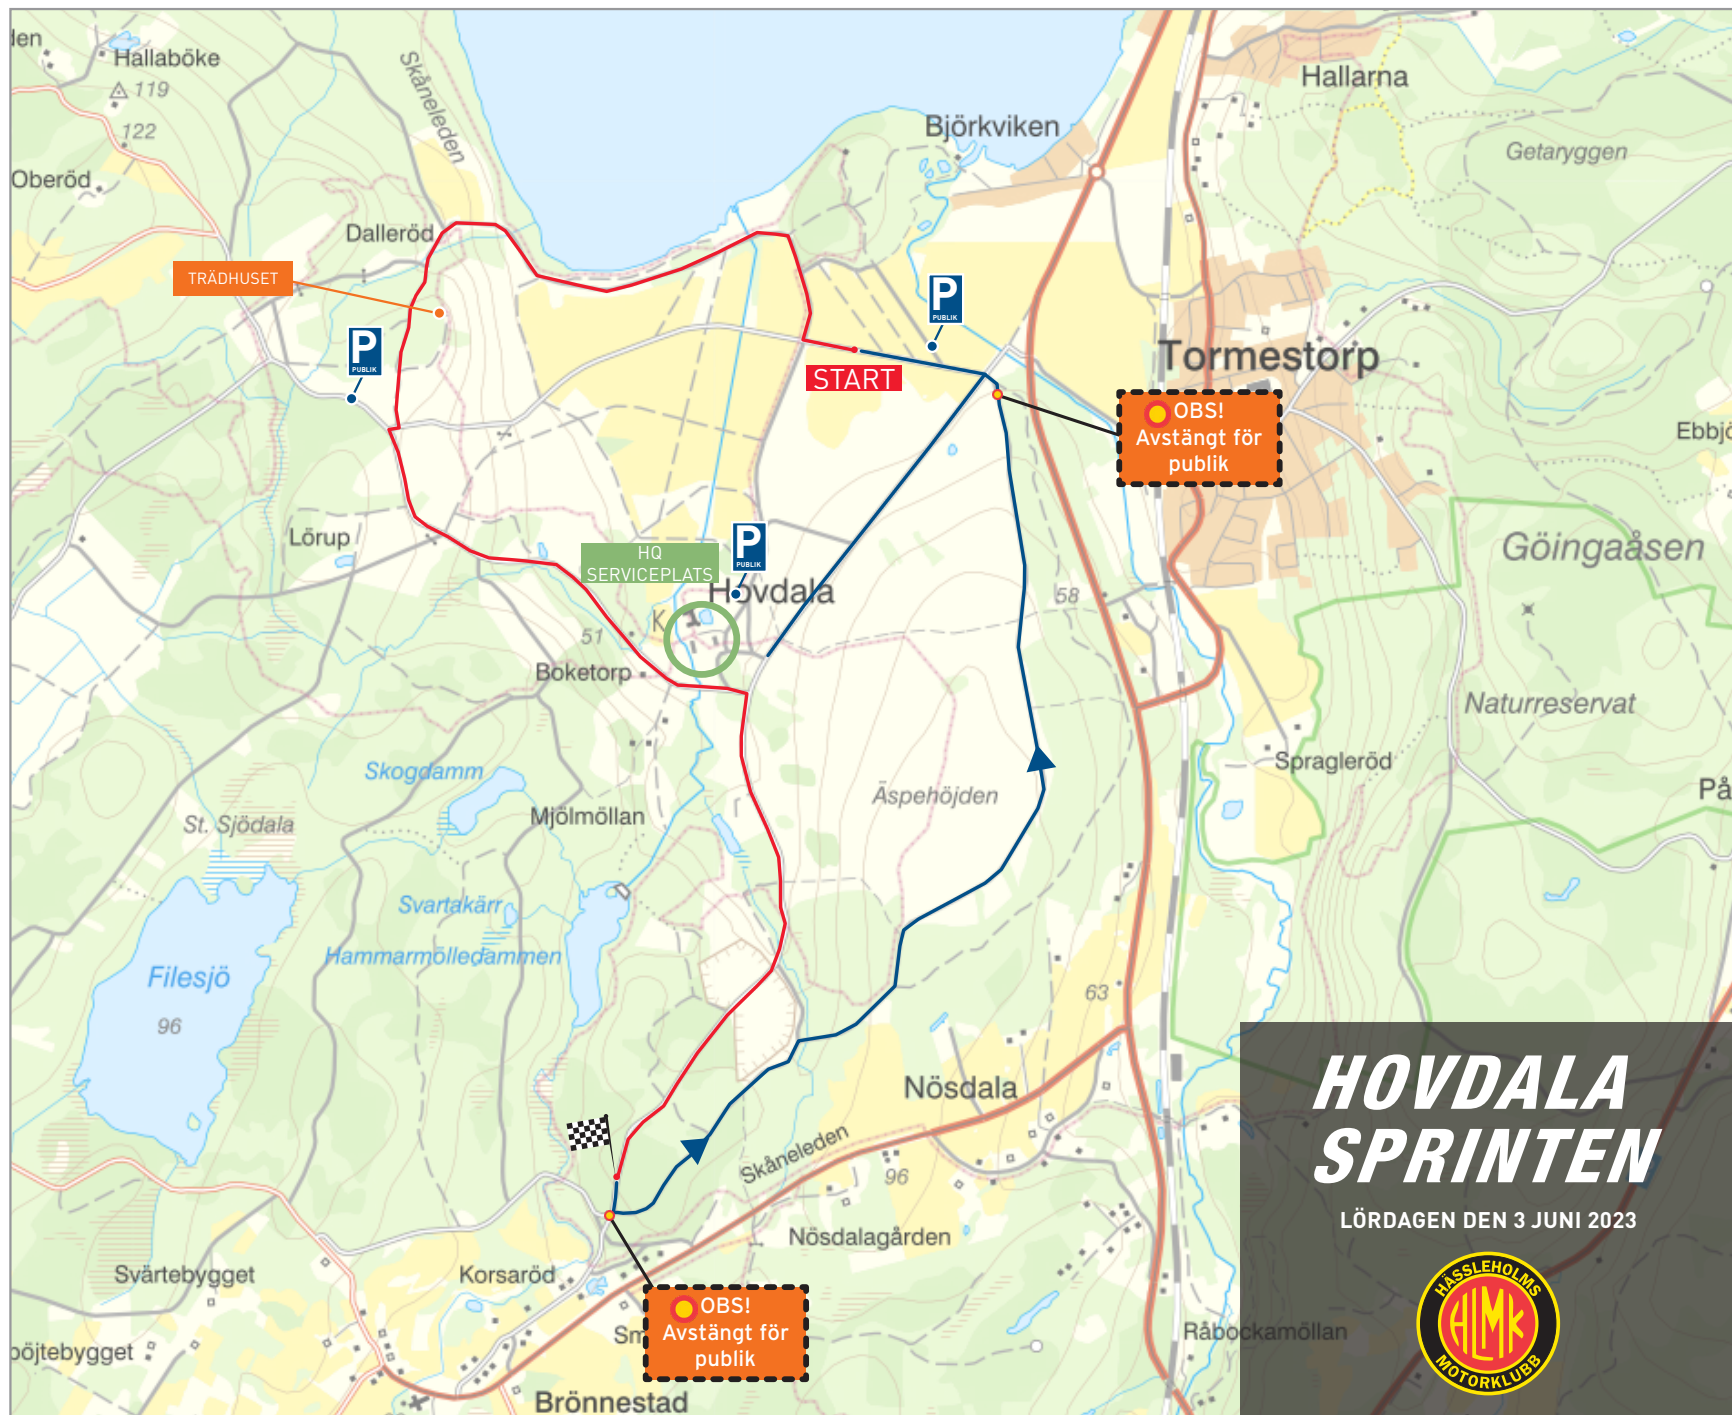 Hallaböke
119
122
Skåneleden
Oberöd
Dalleröd
TRÄDHUSET
P
PUBLIK
Björkviken
Hallarna
Getaryggen
P
PUBLIK
START
Tormestorp
OBS!
Avstängt för
publik
Lörup
HQ
SERVICEPLATS
P
PUBLIK
Hovdala
K
51
Boketorp
58
Göingaåsen
Naturreservat
Spragleröd
Skogdamm
St. Sjödala
Mjölmöllan
Äspehöjden
Svartakärr
Hammarmölledammen
Filesjö
96
63
Nösdala
Skåneleden
96
Nösdalagården
Svärtebygget
Korsaröd
OBS!
Avstängt för
publik
Brönnestad
Råbockamöllan
HOVDALA
SPRINTEN
LÖRDAGEN DEN 3 JUNI 2023
HÄSSLEHOLMS
HLMK
MOTORKLUBB